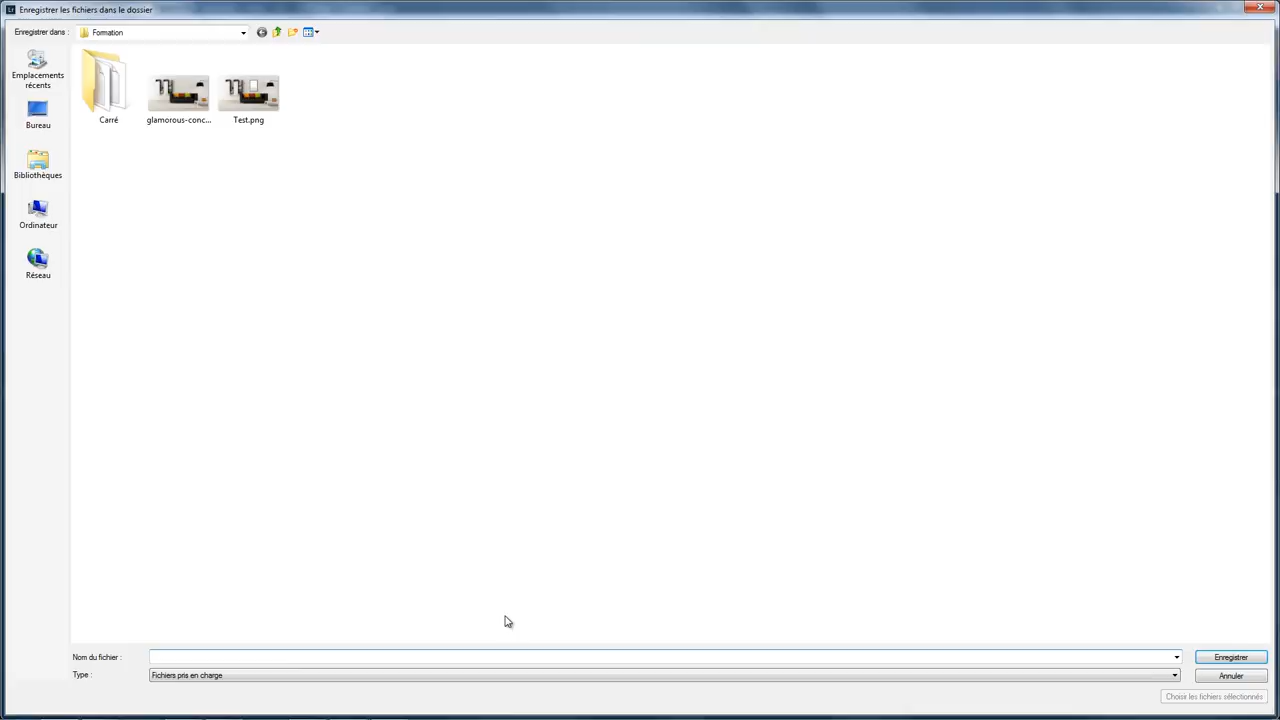 Lr Enregistrer les fichiers dans le dossier
Enregistrer dans :
Formation
Emplacements
récents
Bureau
Bibliothèques
Ordinateur
Réseau
Carré
glamorous-conc...
Test.png
Nom du fichier :
Enregistrer
Type :
Fichiers pris en charge
Annuler
Choisir les fichiers sélectionnés